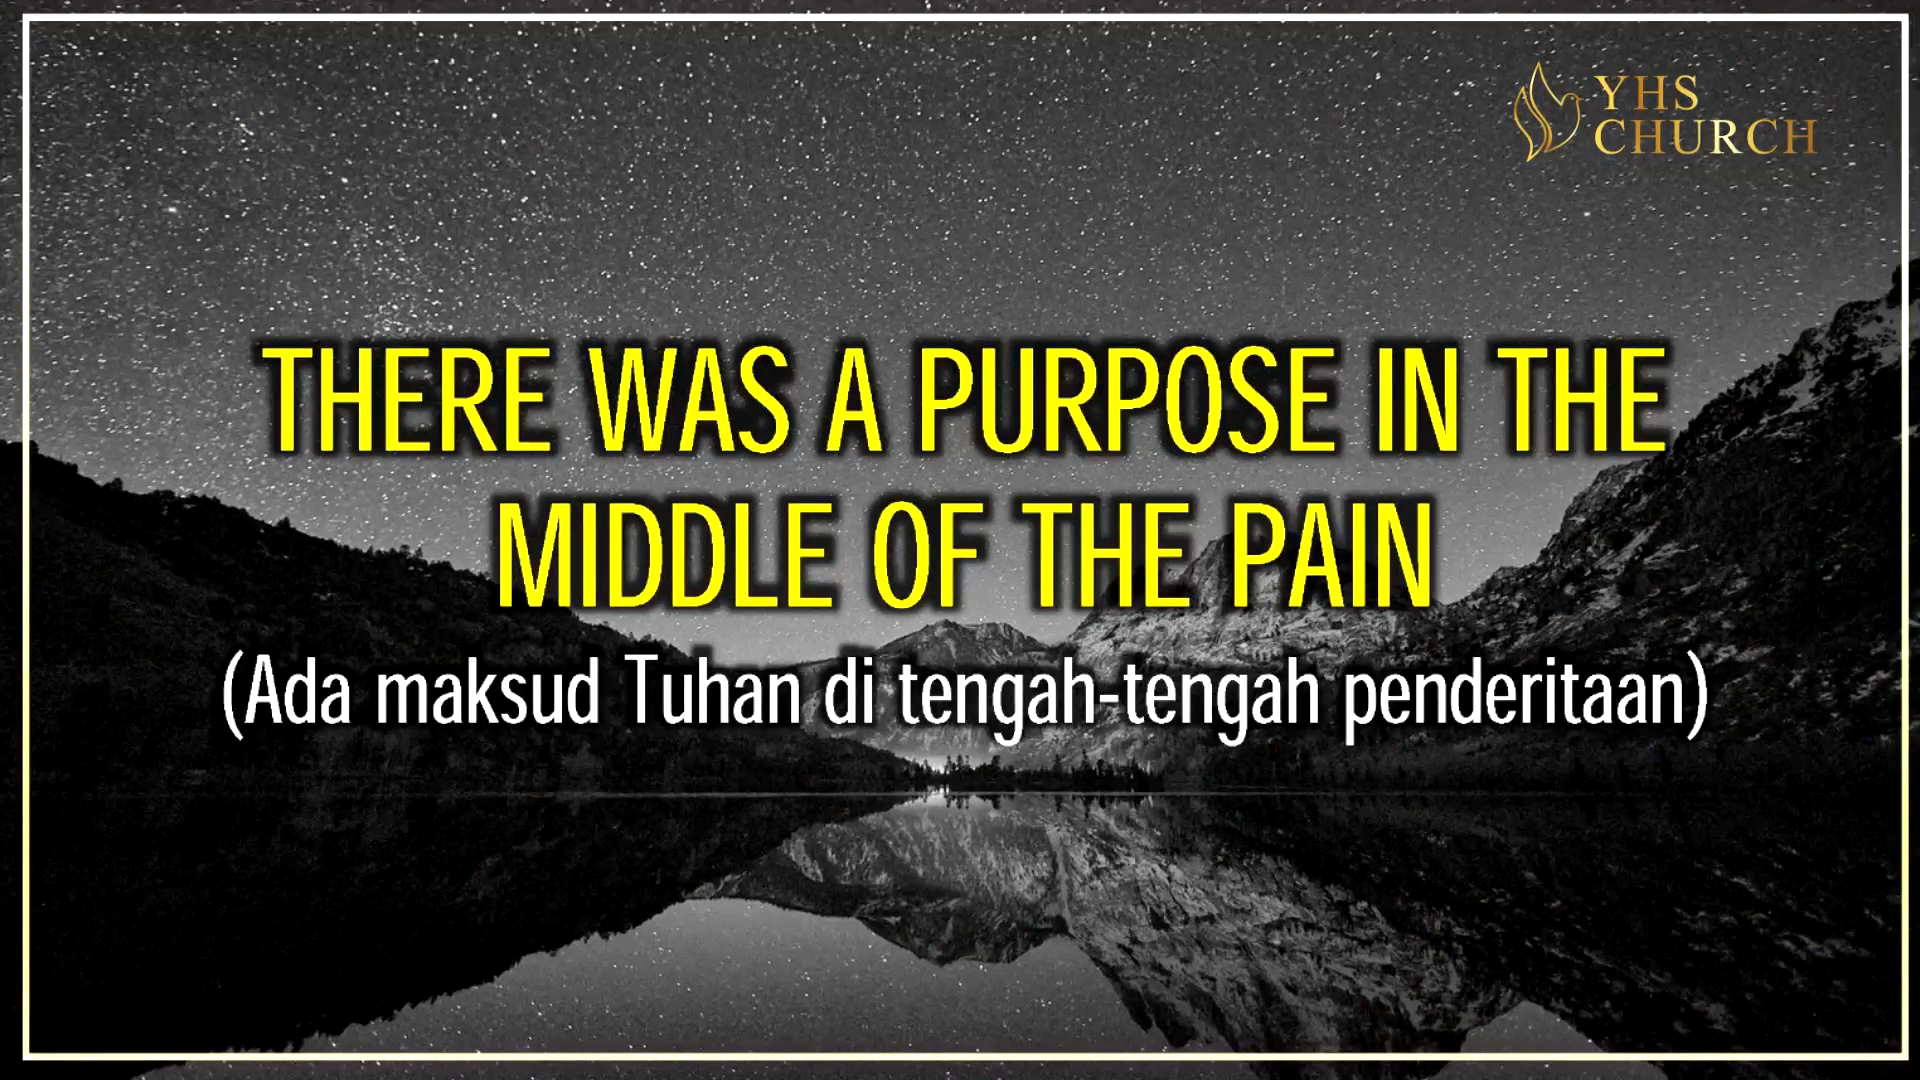 YHS
CHURCH
THERE WAS A PURPOSE IN THE
MIDDLE OF THE PAIN
(Ada maksud Tuhan di tengah-tengah penderitaan)